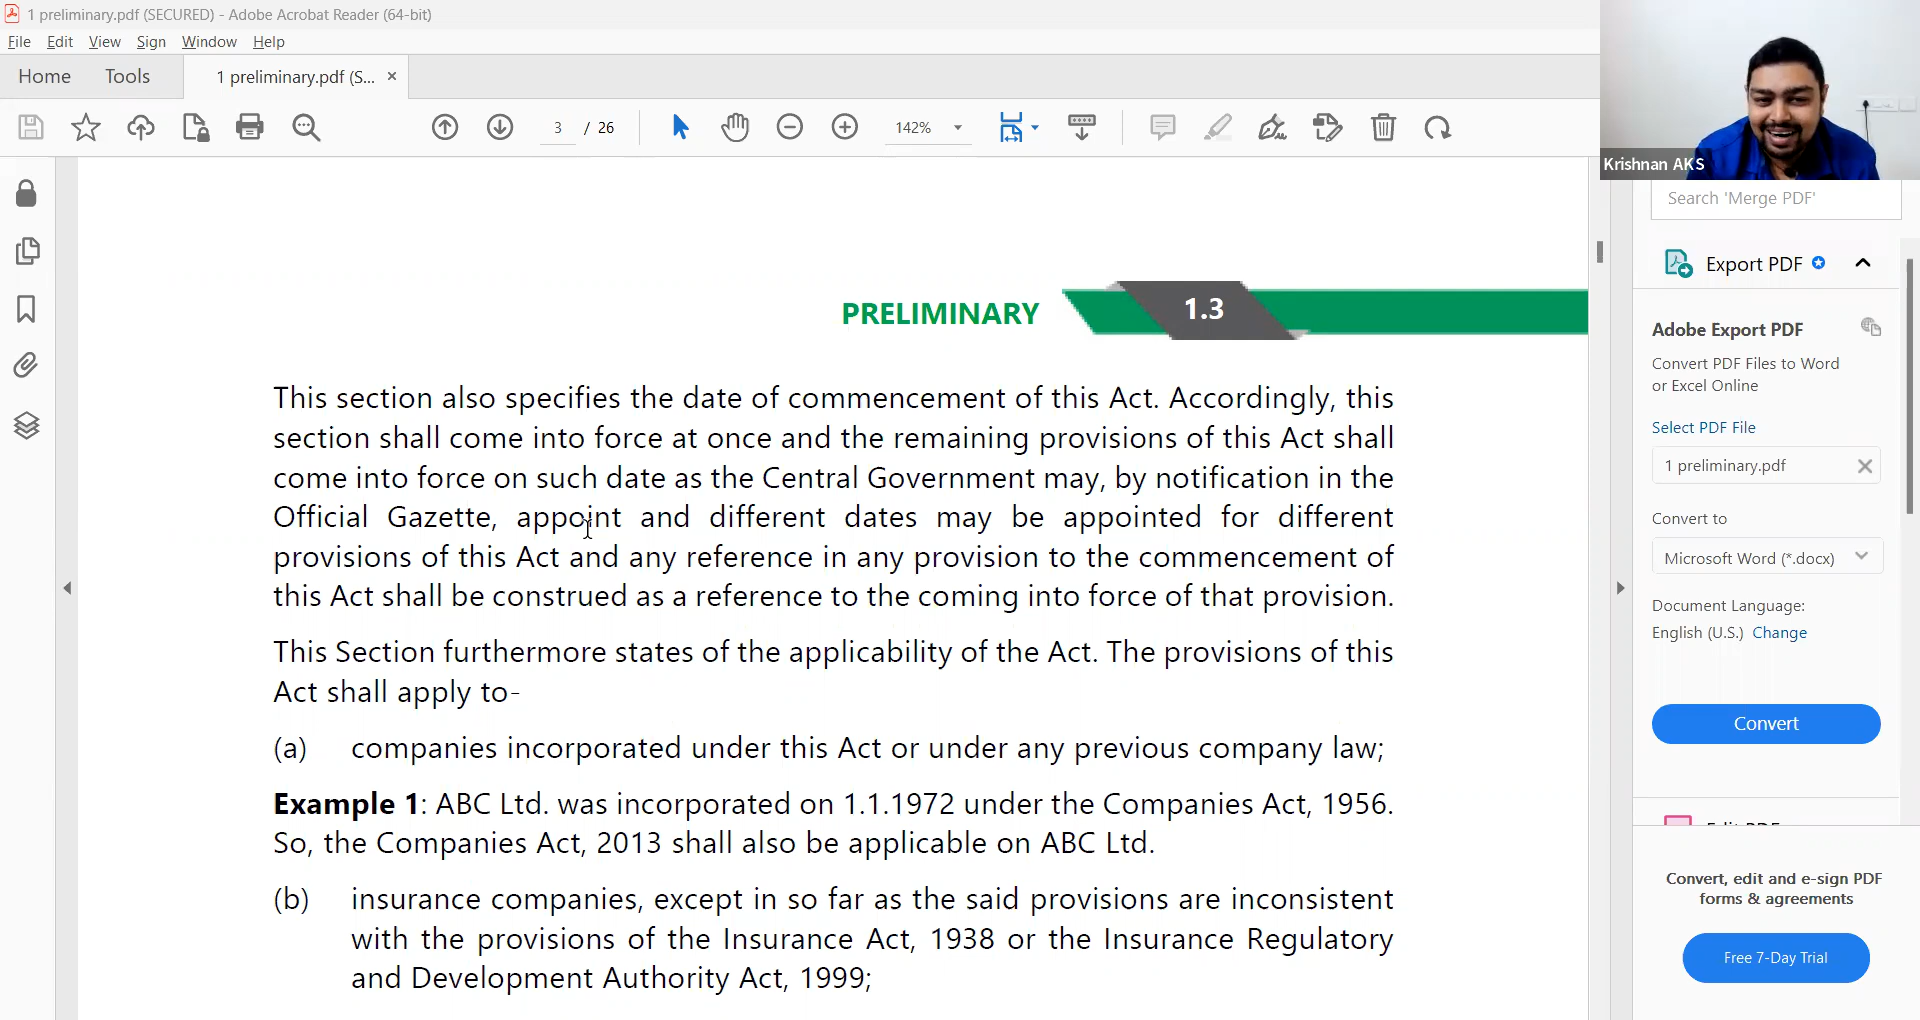 1 preliminary.pdf (SECURED) - Adobe Acrobat Reader (64-bit)
File Edit View Sign Window Help
Home Tools 1 preliminary.pdf (S... ×
3 / 26 142%
Krishnan AKS
Search 'Merge PDF'
Export PDF
Adobe Export PDF
Convert PDF Files to Word
or Excel Online
Select PDF File
1 preliminary.pdf
Convert to
Microsoft Word (*.docx)
Document Language:
English (U.S.) Change
Convert
Convert, edit and e-sign PDF
forms & agreements
Free 7-Day Trial
PRELIMINARY 1.3
This section also specifies the date of commencement of this Act. Accordingly, this
section shall come into force at once and the remaining provisions of this Act shall
come into force on such date as the Central Government may, by notification in the
Official Gazette, appoint and different dates may be appointed for different
provisions of this Act and any reference in any provision to the commencement of
this Act shall be construed as a reference to the coming into force of that provision.
This Section furthermore states of the applicability of the Act. The provisions of this
Act shall apply to-
(a) companies incorporated under this Act or under any previous company law;
Example 1: ABC Ltd. was incorporated on 1.1.1972 under the Companies Act, 1956.
So, the Companies Act, 2013 shall also be applicable on ABC Ltd.
(b) insurance companies, except in so far as the said provisions are inconsistent
with the provisions of the Insurance Act, 1938 or the Insurance Regulatory
and Development Authority Act, 1999;